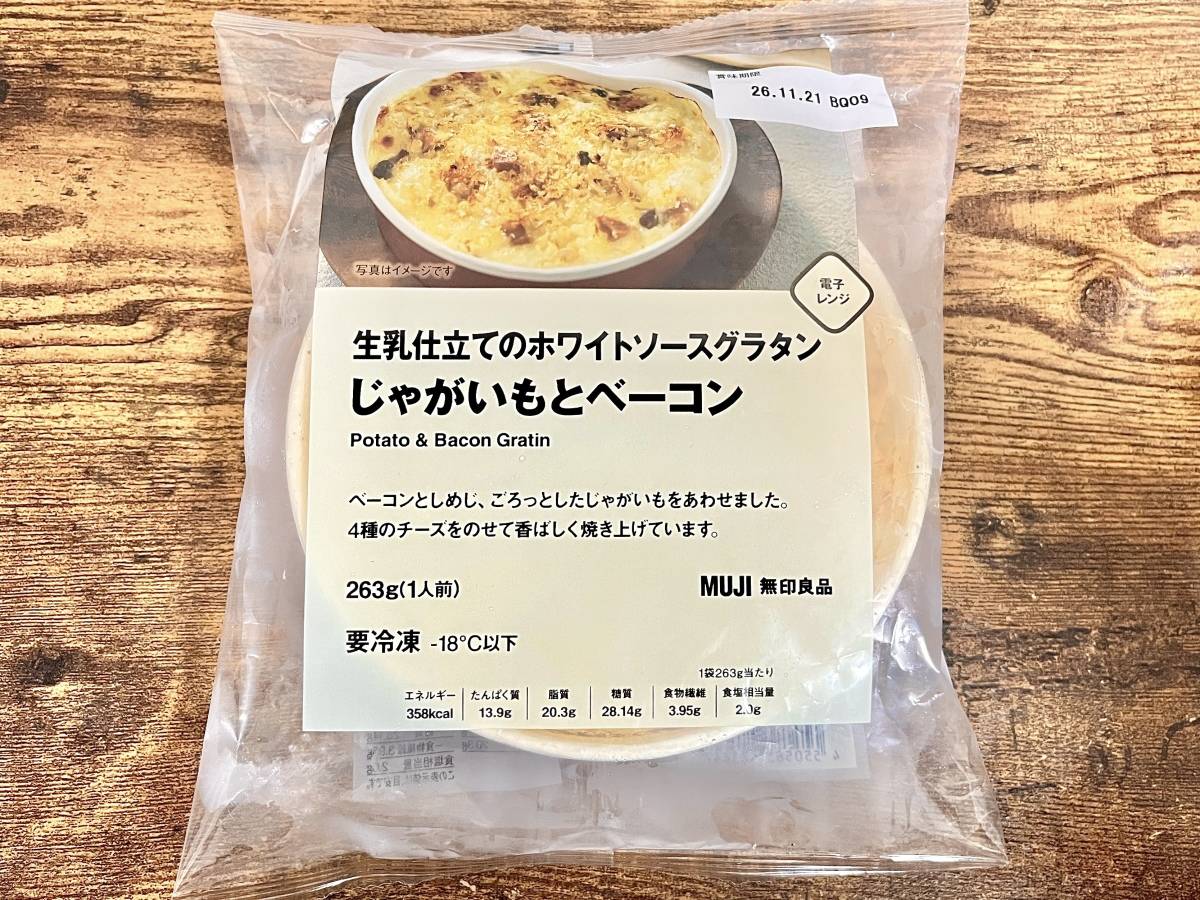 賞味期限
26.11.21 BQ09
写真はイメージです
電子
レンジ
生乳仕立てのホワイトソースグラタン
じゃがいもとベーコン
Potato & Bacon Gratin
ベーコンとしめじ、ごろっとしたじゃがいもをあわせました。
4種のチーズをのせて香ばしく焼き上げています。
263g(1人前)
MUJI 無印良品
要冷凍 -18℃以下
1袋263g当たり
エネルギー たんぱく質 脂質 糖質 食物繊維 食塩相当量
358kcal 13.9g 20.3g 28.14g 3.95g 2.0g